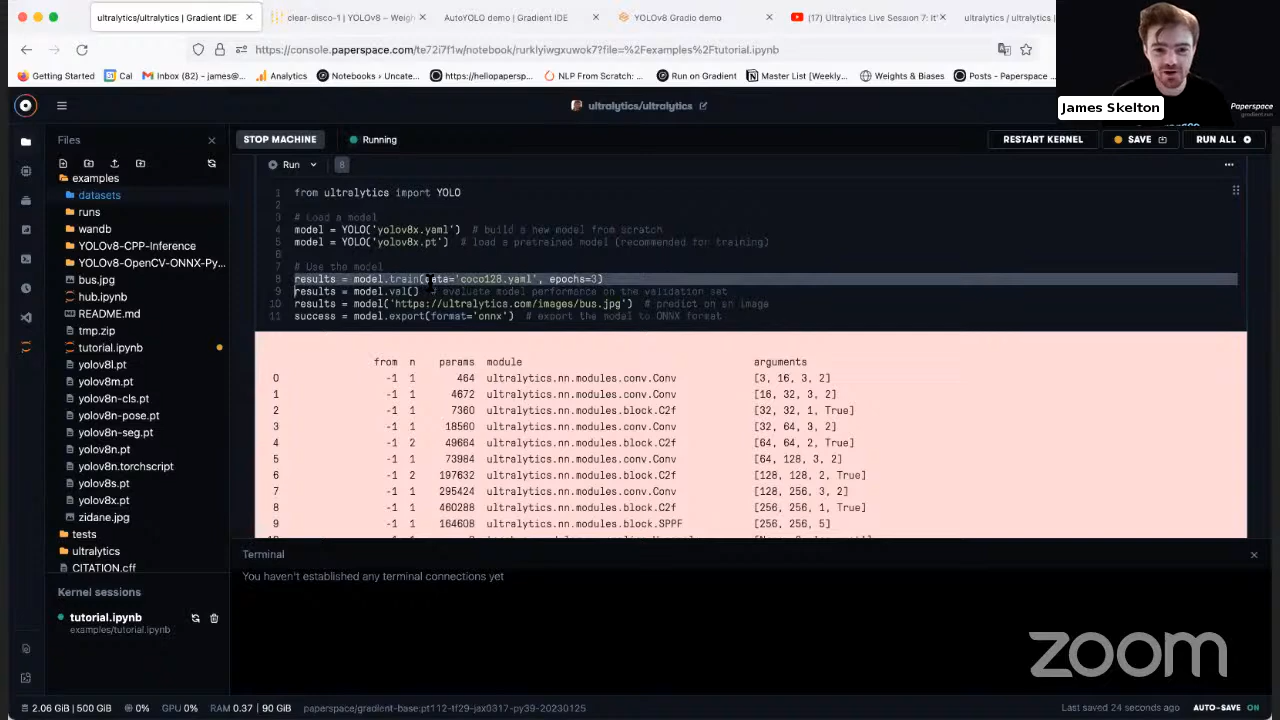 ultralytics/ultralytics | Gradient IDE
clear-disco-1 | YOLOv8 – Weigh
AutoYOLO demo | Gradient IDE
YOLOv8 Gradio demo
(17) Ultralytics Live Session 7: It'
ultralytics / ultralytics |
https://console.paperspace.com/te72i7f1w/notebook/rurklyiwgxuwok7?file=%2Fexamples%2Ftutorial.ipynb
Getting Started
Cal
Inbox (82) – james@...
Analytics
Notebooks › Uncate...
https://hellopapersp...
NLP From Scratch:
Run on Gradient
Master List [Weekly...
Weights & Biases
Posts - Paperspace
James Skelton
Paperspace
ultralytics/ultralytics
Files
STOP MACHINE
Running
RESTART KERNEL
SAVE
RUN ALL
examples
datasets
runs
wandb
YOLOv8-CPP-Inference
YOLOv8-OpenCV-ONNX-Py...
bus.jpg
hub.ipynb
README.md
tmp.zip
tutorial.ipynb
yolov8l.pt
yolov8m.pt
yolov8n-cls.pt
yolov8n-pose.pt
yolov8n-seg.pt
yolov8n.pt
yolov8n.torchscript
yolov8s.pt
yolov8x.pt
zidane.jpg
tests
ultralytics
CITATION.cff
Kernel sessions
tutorial.ipynb
examples/tutorial.ipynb
Run
8
1 from ultralytics import YOLO
2
3 # Load a model
4 model = YOLO('yolov8x.yaml') # build a new model from scratch
5 model = YOLO('yolov8x.pt') # load a pretrained model (recommended for training)
6
7 # Use the model
8 results = model.train(data='coco128.yaml', epochs=3)
9 results = model.val() # evaluate model performance on the validation set
10 results = model('https://ultralytics.com/images/bus.jpg') # predict on an image
11 success = model.export(format='onnx') # export the model to ONNX format
from n params module arguments
0 -1 1 464 ultralytics.nn.modules.conv.Conv [3, 16, 3, 2]
1 -1 1 4672 ultralytics.nn.modules.conv.Conv [16, 32, 3, 2]
2 -1 1 7360 ultralytics.nn.modules.block.C2f [32, 32, 1, True]
3 -1 1 18560 ultralytics.nn.modules.conv.Conv [32, 64, 3, 2]
4 -1 2 49664 ultralytics.nn.modules.block.C2f [64, 64, 2, True]
5 -1 1 73984 ultralytics.nn.modules.conv.Conv [64, 128, 3, 2]
6 -1 2 197632 ultralytics.nn.modules.block.C2f [128, 128, 2, True]
7 -1 1 295424 ultralytics.nn.modules.conv.Conv [128, 256, 3, 2]
8 -1 1 460288 ultralytics.nn.modules.block.C2f [256, 256, 1, True]
9 -1 1 164608 ultralytics.nn.modules.block.SPPF [256, 256, 5]
Terminal
You haven't established any terminal connections yet
zoom
2.06 GiB | 500 GiB
0%
GPU 0%
RAM 0.37 | 90 GiB
paperspace/gradient-base:pt112-tf29-jax0317-py39-20230125
Last saved 24 seconds ago
AUTO-SAVE ON